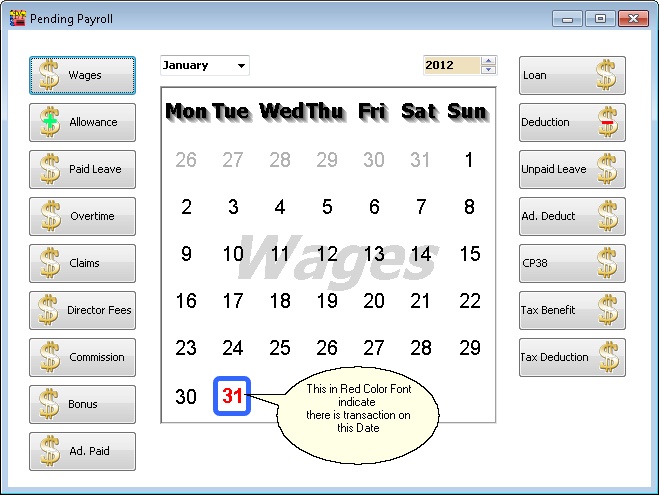 Pending Payroll
January
2012
Wages
Allowance
Paid Leave
Overtime
Claims
Director Fees
Commission
Bonus
Ad. Paid
Mon Tue Wed Thu Fri Sat Sun
26 27 28 29 30 31 1
2 3 4 5 6 7 8
9 10 11 12 13 14 15
Wages
16 17 18 19 20 21 22
23 24 25 26 27 28 29
30 31
This in Red Color Font
indicate
there is transaction on
this Date
Loan
Deduction
Unpaid Leave
Ad. Deduct
CP38
Tax Benefit
Tax Deduction